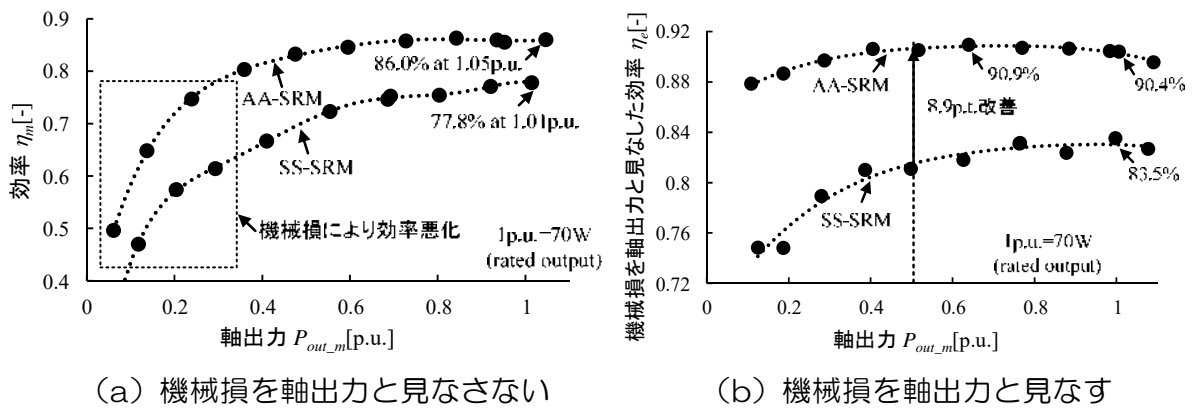 効率 ηm[-]
0.9
0.8
0.7
0.6
0.5
0.4
0
0.2
0.4
0.6
0.8
1
AA-SRM
86.0% at 1.05p.u.
77.8% at 1.01p.u.
SS-SRM
機械損により効率悪化
1p.u.=70W
(rated output)
軸出力 Pout_m[p.u.]
(a) 機械損を軸出力と見なさない
機械損を軸出力と見なした効率 ηe[-]
0.92
0.88
0.84
0.8
0.76
0.72
0
0.2
0.4
0.6
0.8
1
AA-SRM
90.9%
90.4%
8.9p.t.改善
83.5%
SS-SRM
1p.u.=70W
(rated output)
軸出力 Pout_m[p.u.]
(b) 機械損を軸出力と見なす